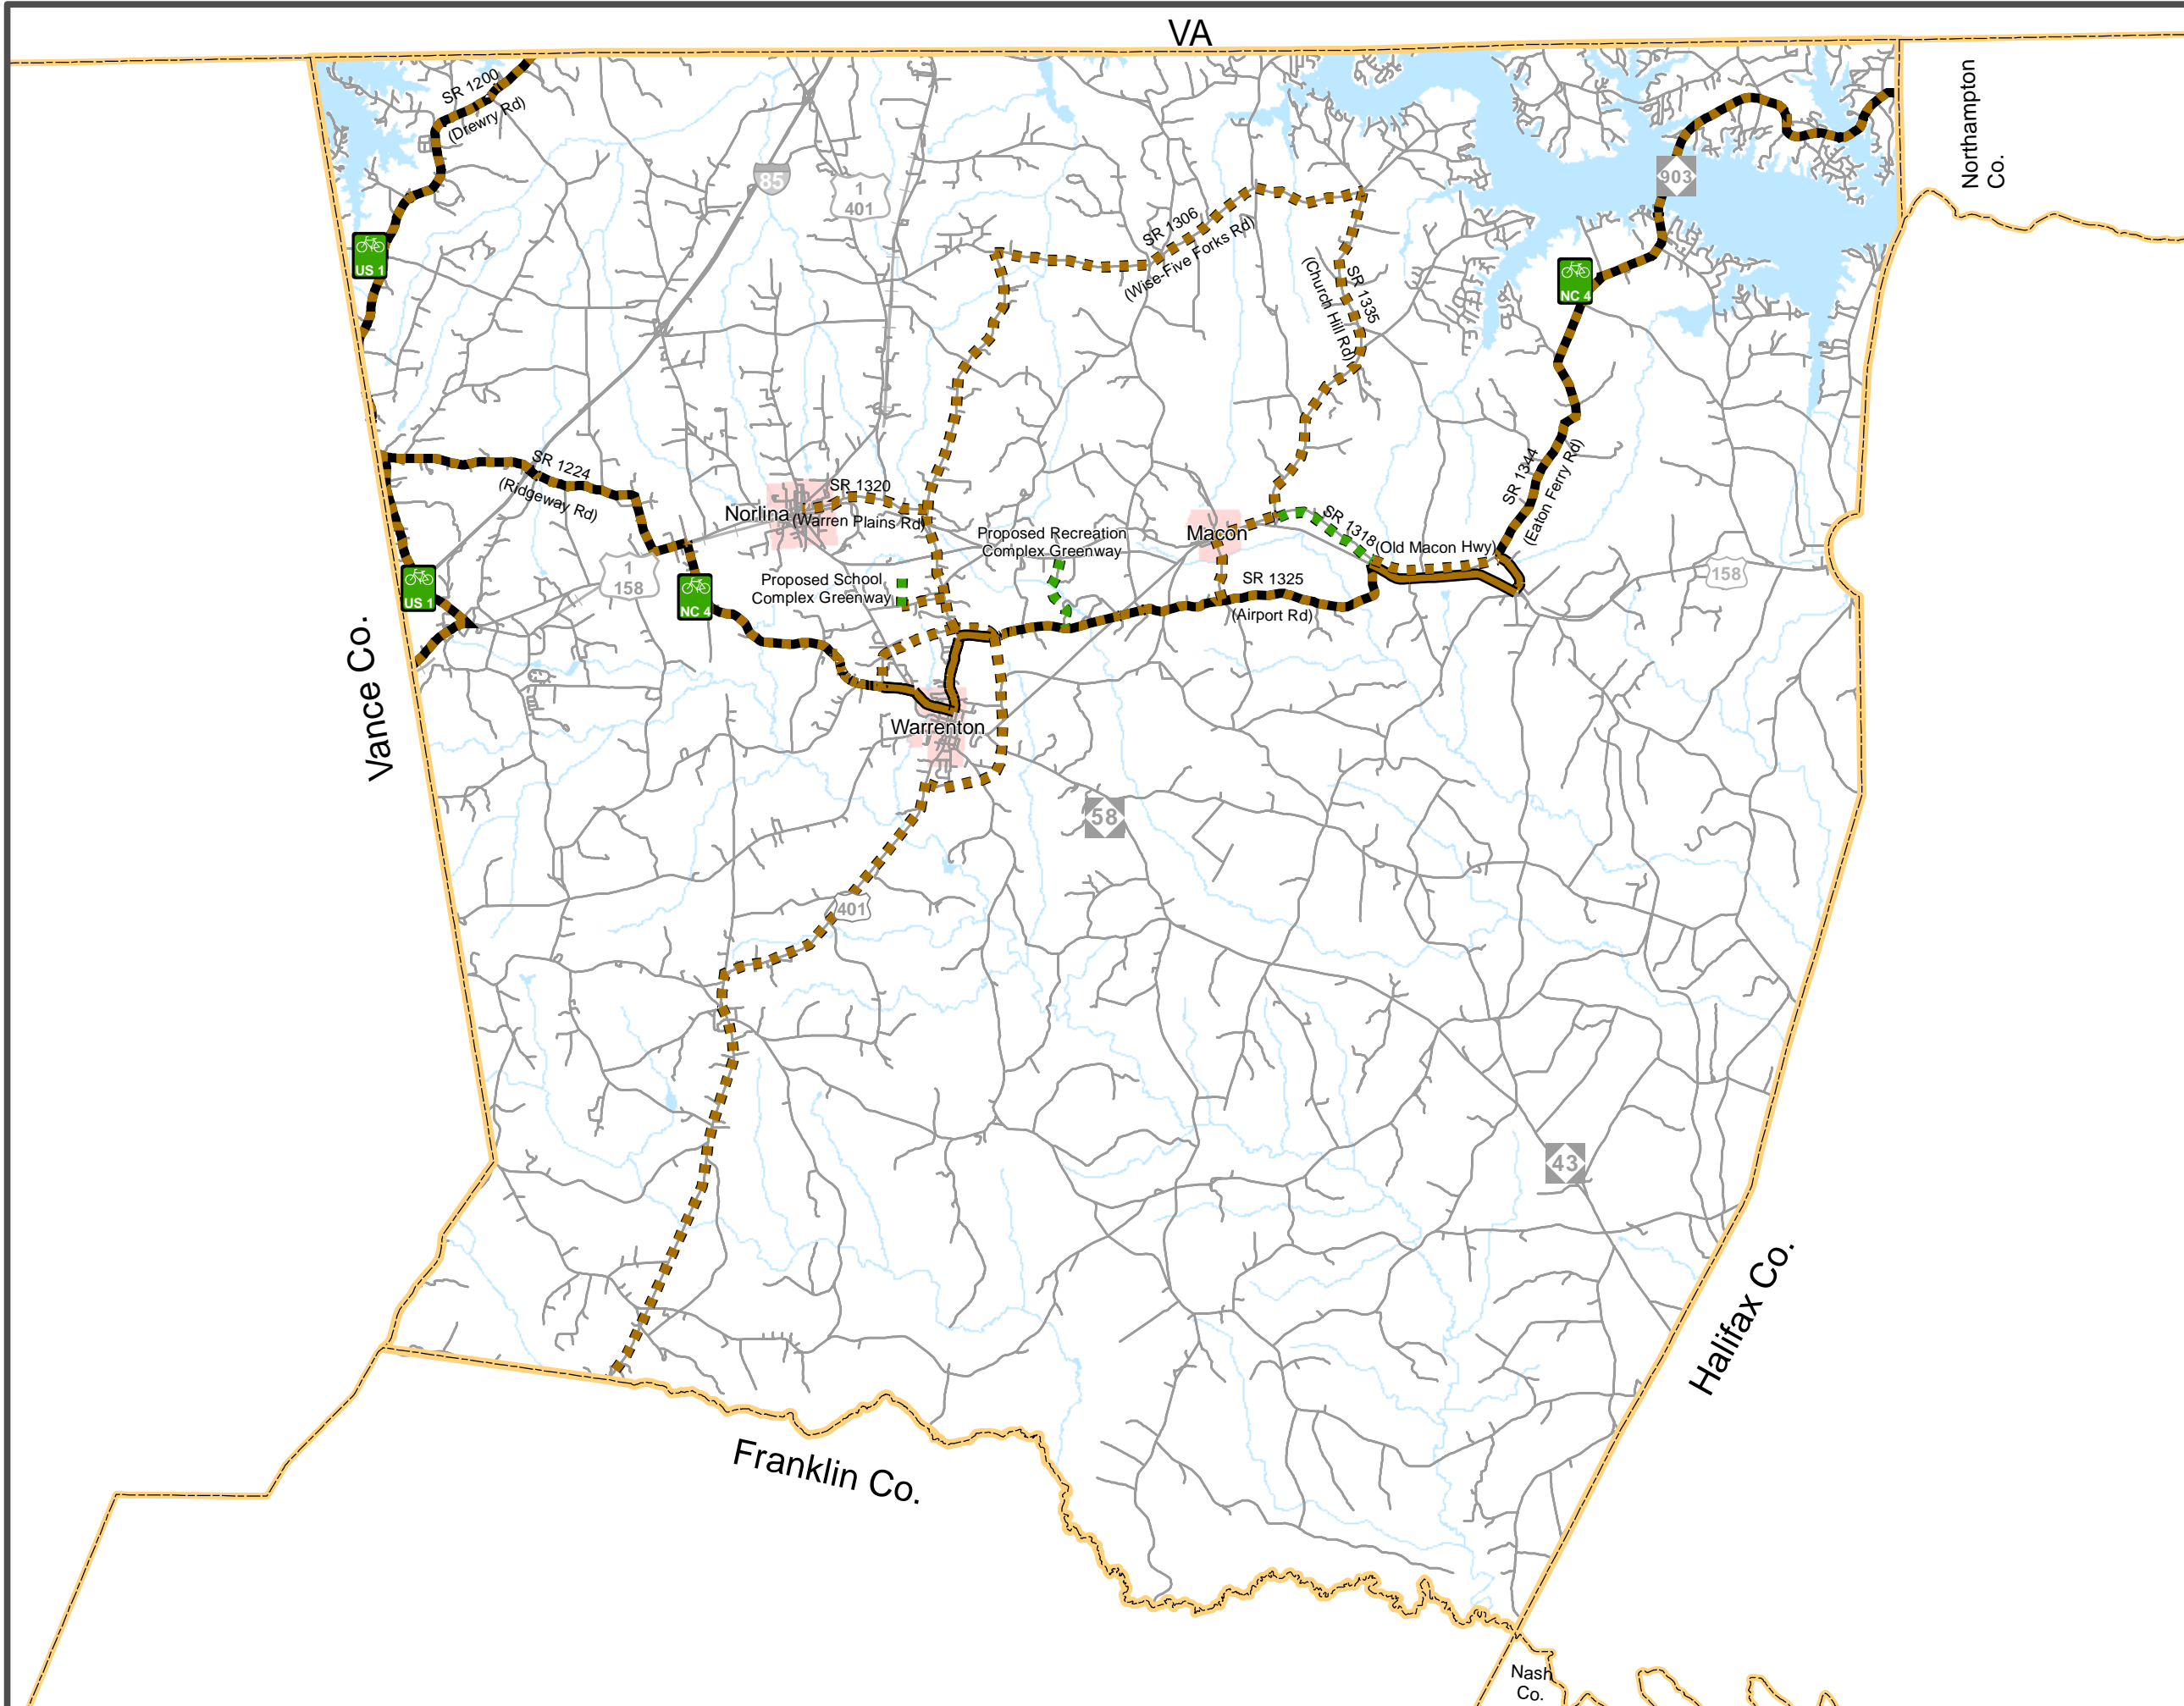 VA
Northampton
Co.
SR 1200
(Drewry Rd)
85
1
401
903
US 1
SR 1306
(Wise-Five Forks Rd)
SR 1335
(Church Hill Rd)
NC 4
SR 1224
(Ridgeway Rd)
SR 1344
(Eaton Ferry Rd)
SR 1320
Norlina
(Warren Plains Rd)
Proposed Recreation
Complex Greenway
Macon
SR 1318
(Old Macon Hwy)
1
158
158
US 1
NC 4
Proposed School
Complex Greenway
SR 1325
(Airport Rd)
Vance Co.
Warrenton
58
401
43
Halifax Co.
Franklin Co.
Nash
Co.